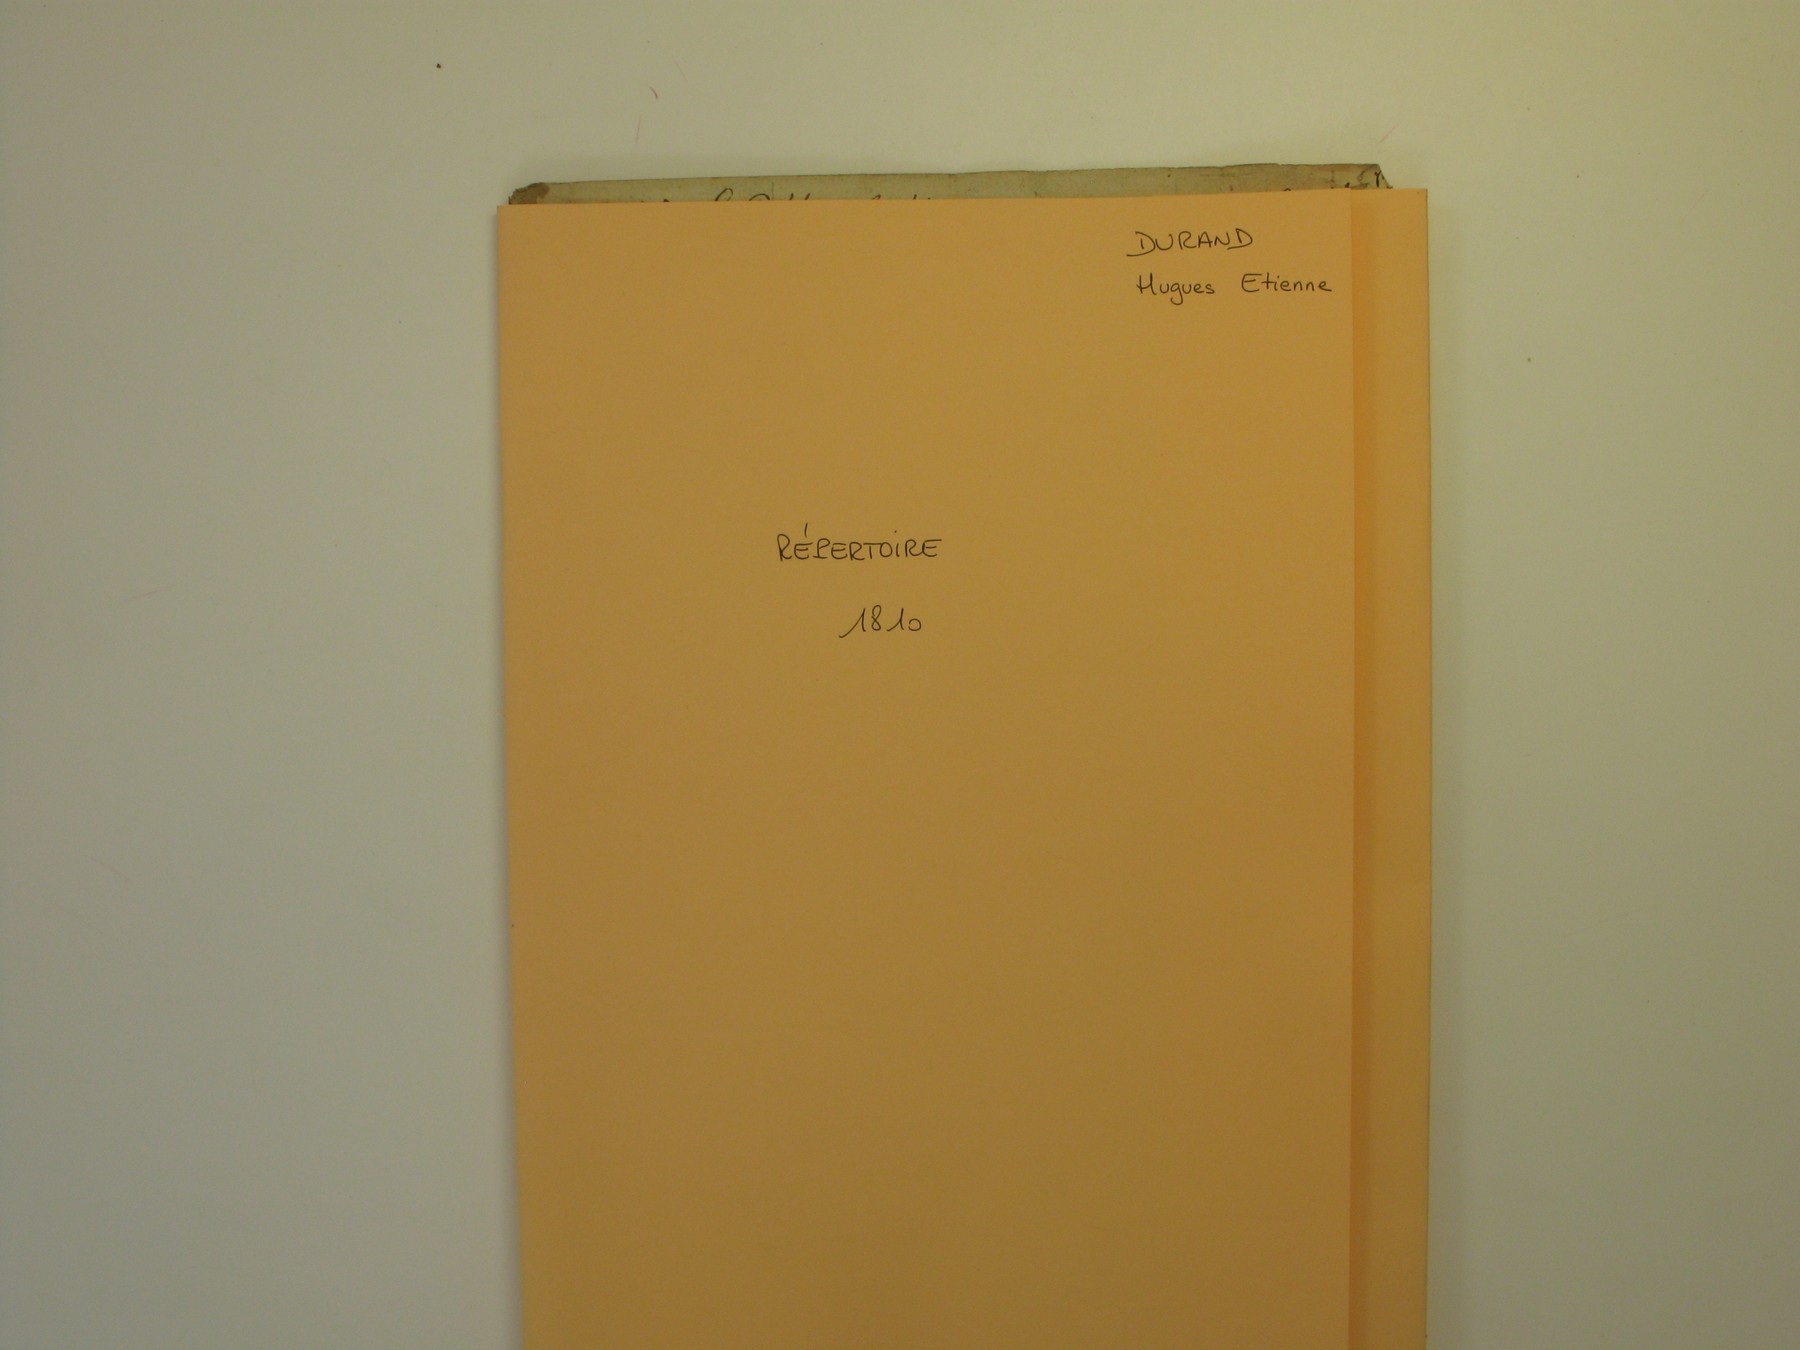 DURAND
Hugues Etienne
RÉPERTOIRE
1810